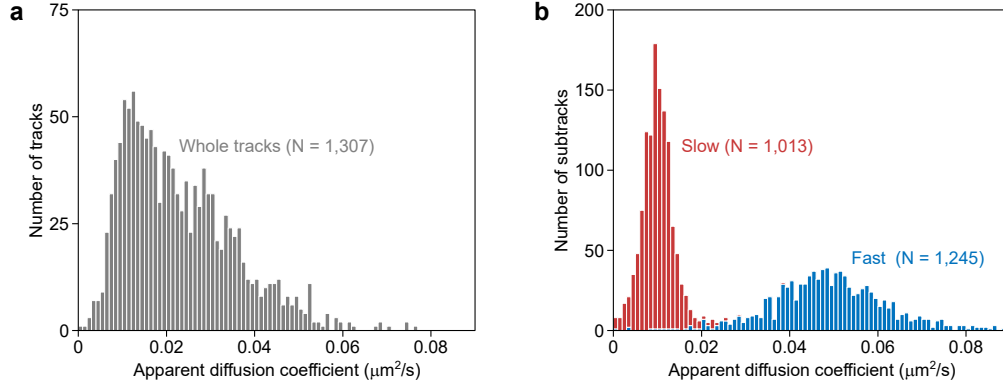 a
75
50
25
0
Number of tracks
Whole tracks (N = 1,307)
0
0.02
0.04
0.06
0.08
Apparent diffusion coefficient (μm²/s)
b
200
150
100
50
0
Number of subtracks
Slow (N = 1,013)
Fast (N = 1,245)
0
0.02
0.04
0.06
0.08
Apparent diffusion coefficient (μm²/s)